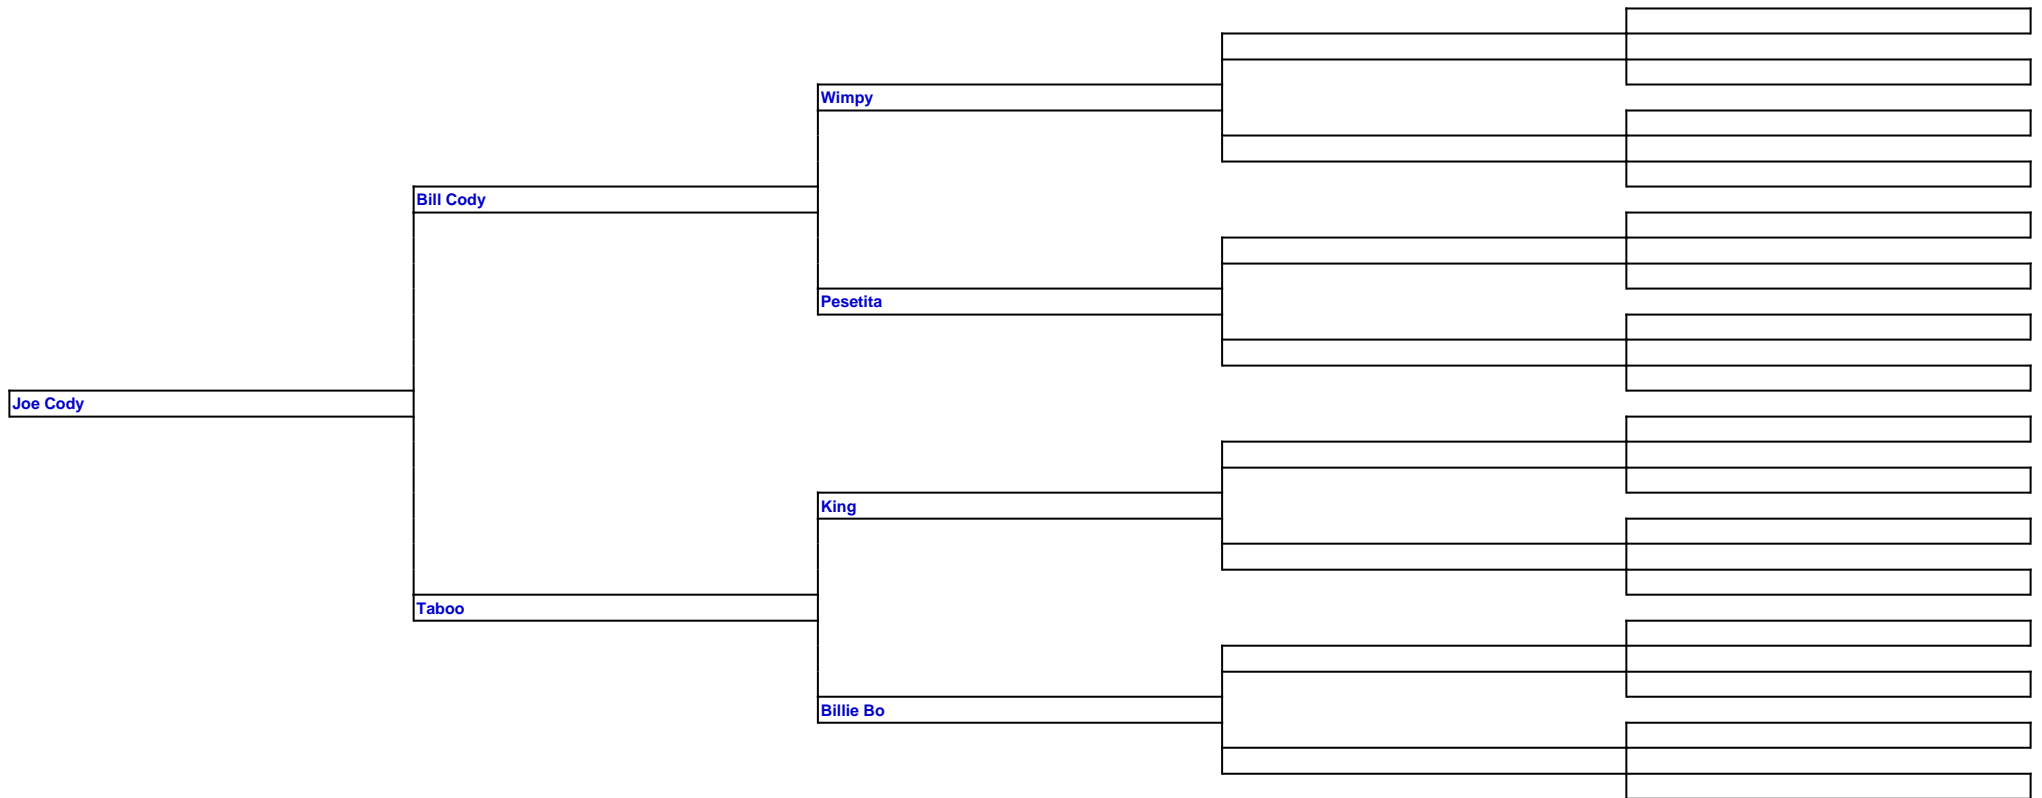 Wimpy
Bill Cody
Pesetita
Joe Cody
King
Taboo
Billie Bo